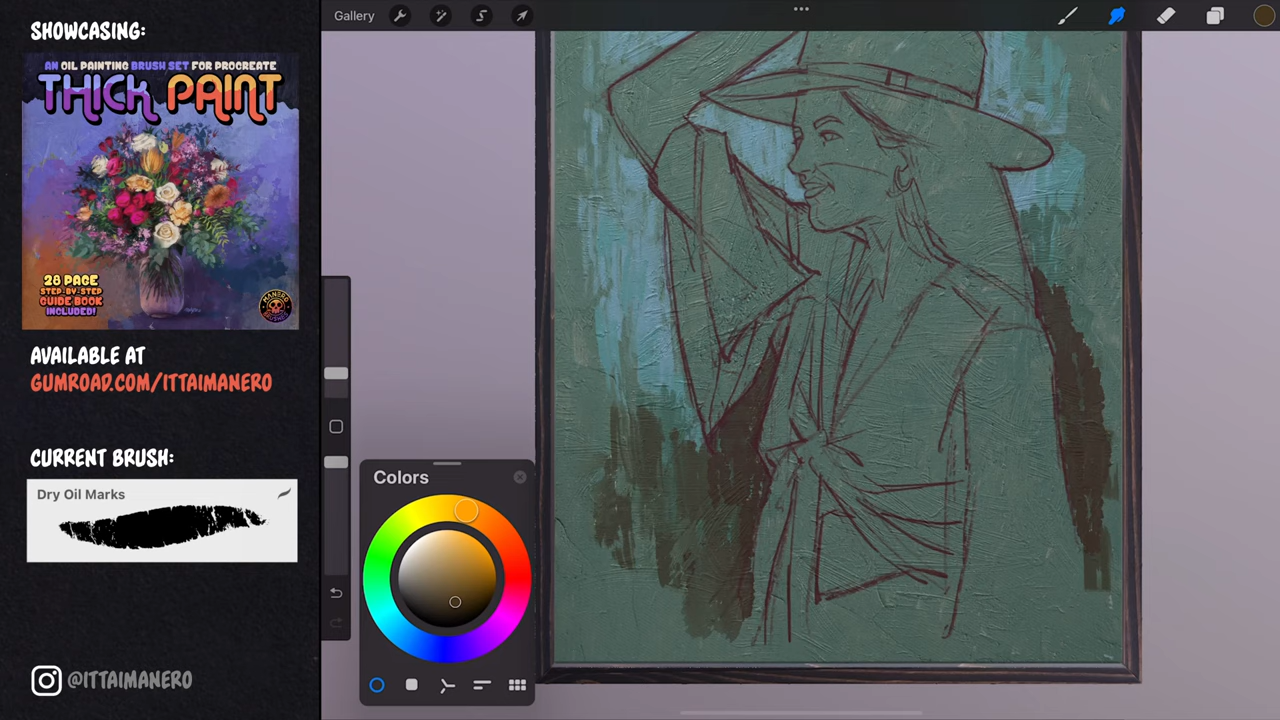 SHOWCASING:
AN OIL PAINTING BRUSH SET FOR PROCREATE
THICK PAINT
28 PAGE
STEP-BY-STEP
GUIDE BOOK
INCLUDED!
AVAILABLE AT
GUMROAD.COM/ITTAIMANERO
CURRENT BRUSH:
Dry Oil Marks
@ITTAIMANERO
Gallery
Colors